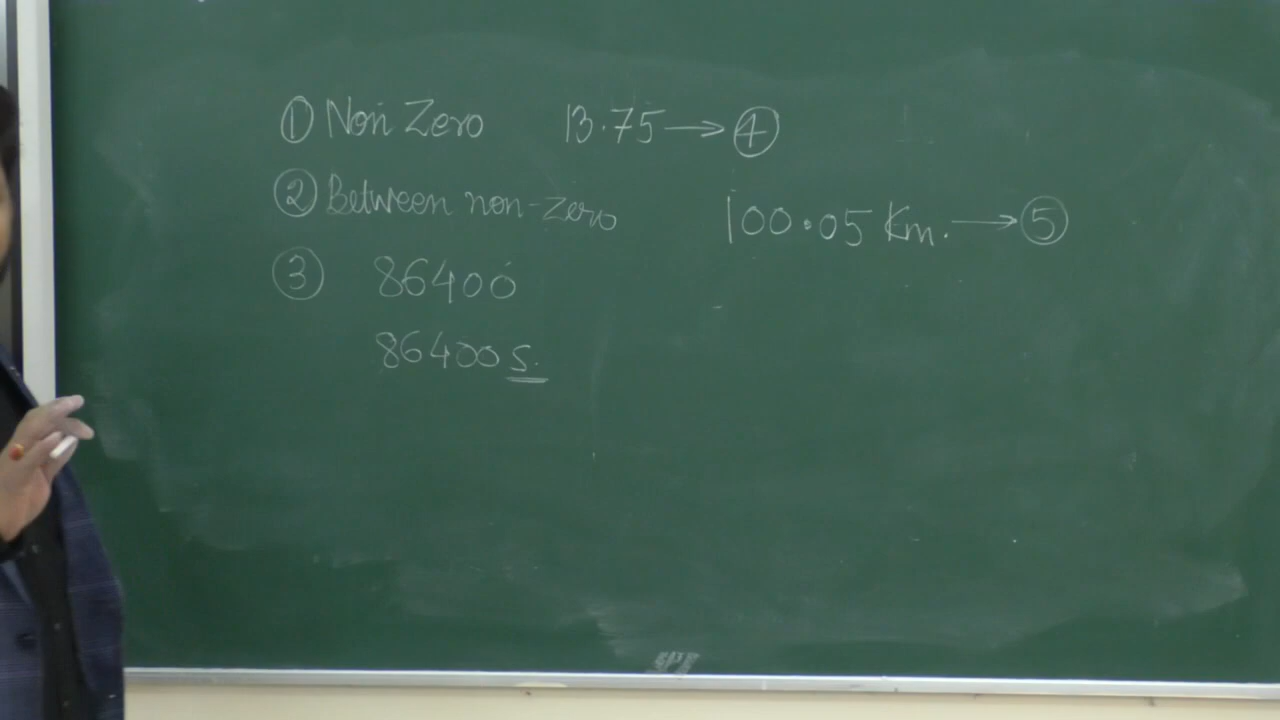 ① Non Zero 13.75 → ④
② Between non-zero 100.05 Km. → ⑤
③ 86400
86400 s.